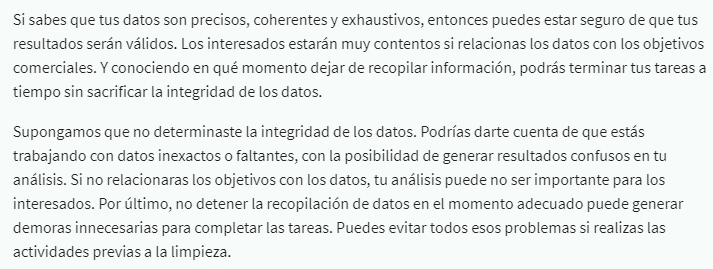 Si sabes que tus datos son precisos, coherentes y exhaustivos, entonces puedes estar seguro de que tus
resultados serán válidos. Los interesados estarán muy contentos si relacionas los datos con los objetivos
comerciales. Y conociendo en qué momento dejar de recopilar información, podrás terminar tus tareas a
tiempo sin sacrificar la integridad de los datos.
Supongamos que no determinaste la integridad de los datos. Podrías darte cuenta de que estás
trabajando con datos inexactos o faltantes, con la posibilidad de generar resultados confusos en tu
análisis. Si no relacionaras los objetivos con los datos, tu análisis puede no ser importante para los
interesados. Por último, no detener la recopilación de datos en el momento adecuado puede generar
demoras innecesarias para completar las tareas. Puedes evitar todos esos problemas si realizas las
actividades previas a la limpieza.